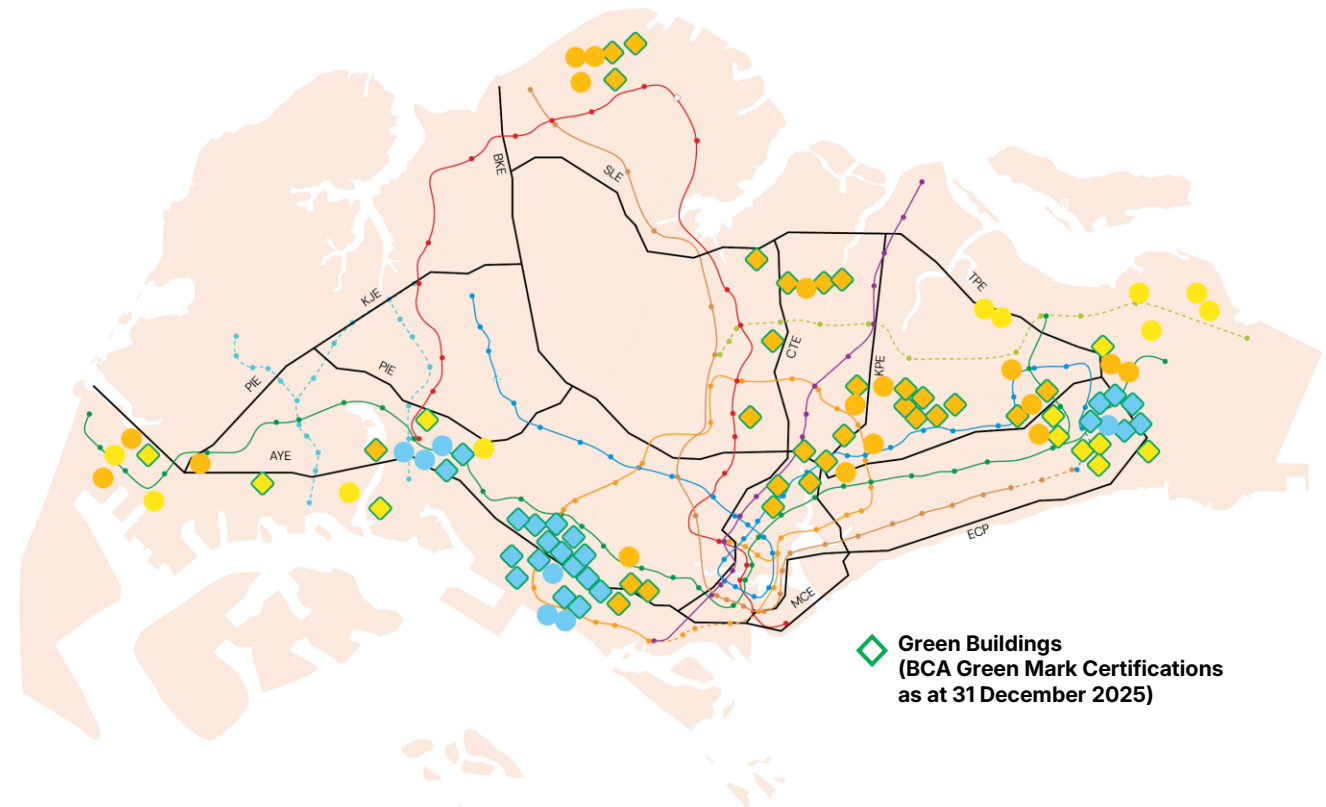 BKE
SLE
TPE
KJE
CTE
KPE
PIE
PIE
AYE
ECP
MCE
Green Buildings
(BCA Green Mark Certifications
as at 31 December 2025)